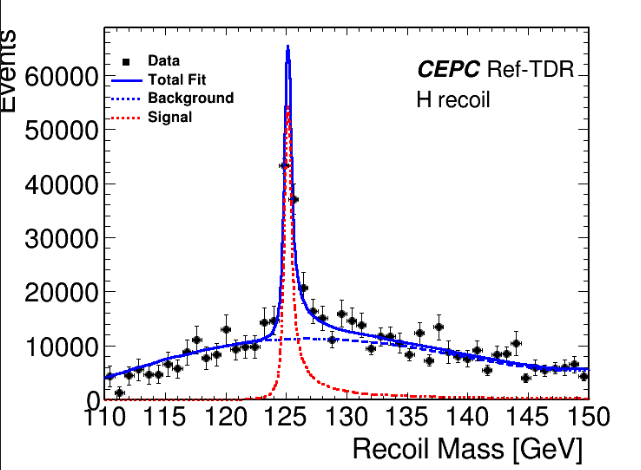 Events
Data
Total Fit
Background
Signal
CEPC Ref-TDR
H recoil
60000
50000
40000
30000
20000
10000
0
110 115 120 125 130 135 140 145 150
Recoil Mass [GeV]